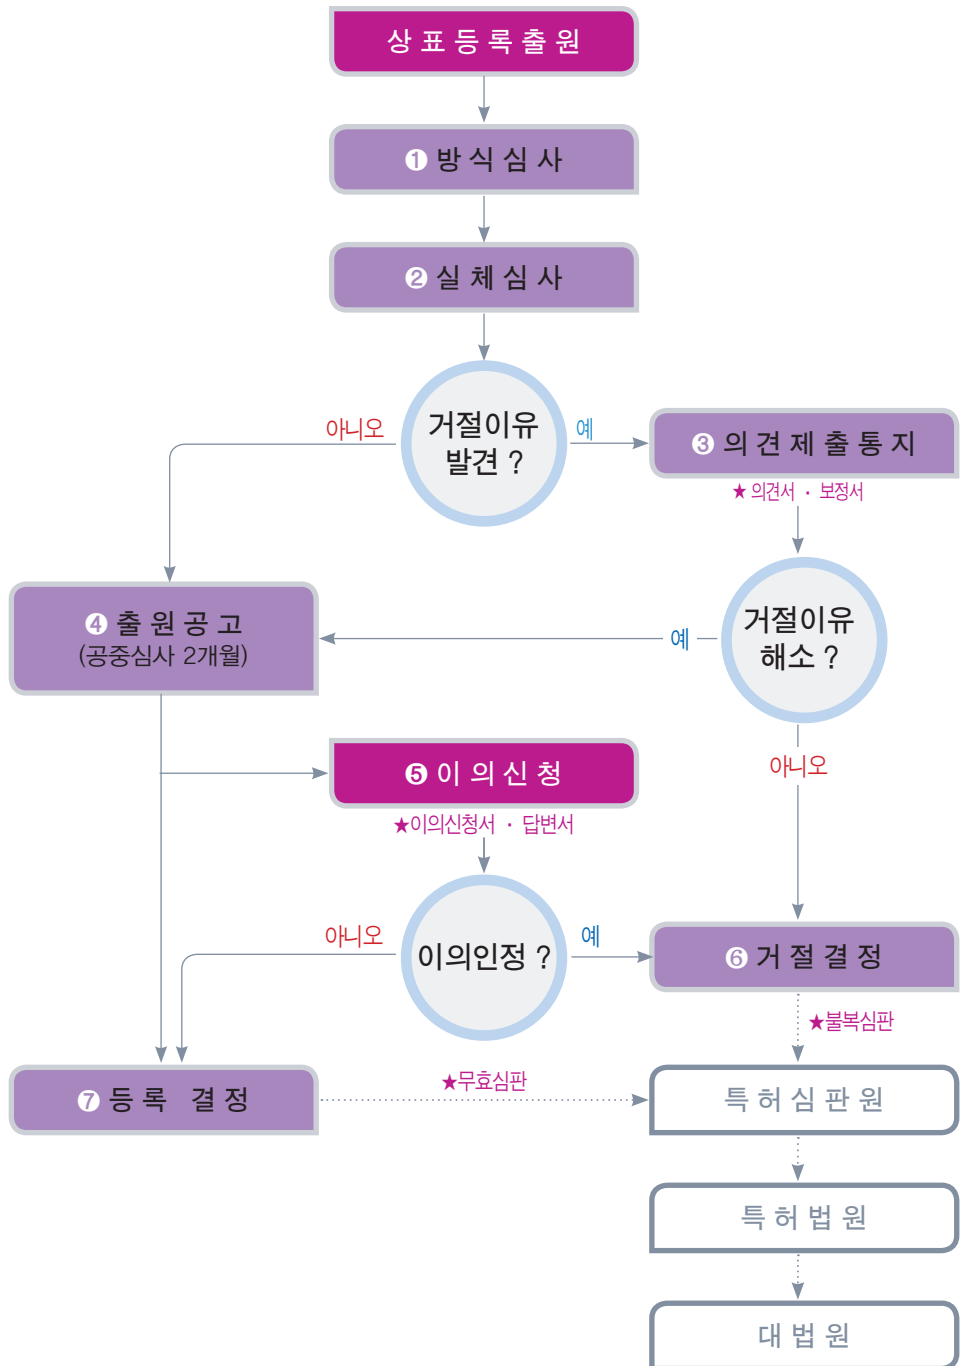 상표등록출원
❶ 방식심사
❷ 실체심사
거절이유
발견 ?
아니오
예
❸ 의견제출통지
★ 의견서 · 보정서
❹ 출원공고
(공중심사 2개월)
예
거절이유
해소 ?
아니오
❺ 이의신청
★이의신청서 · 답변서
아니오
이의인정 ?
예
❻ 거절결정
★불복심판
❼ 등록 결정
★무효심판
특허심판원
특허법원
대법원